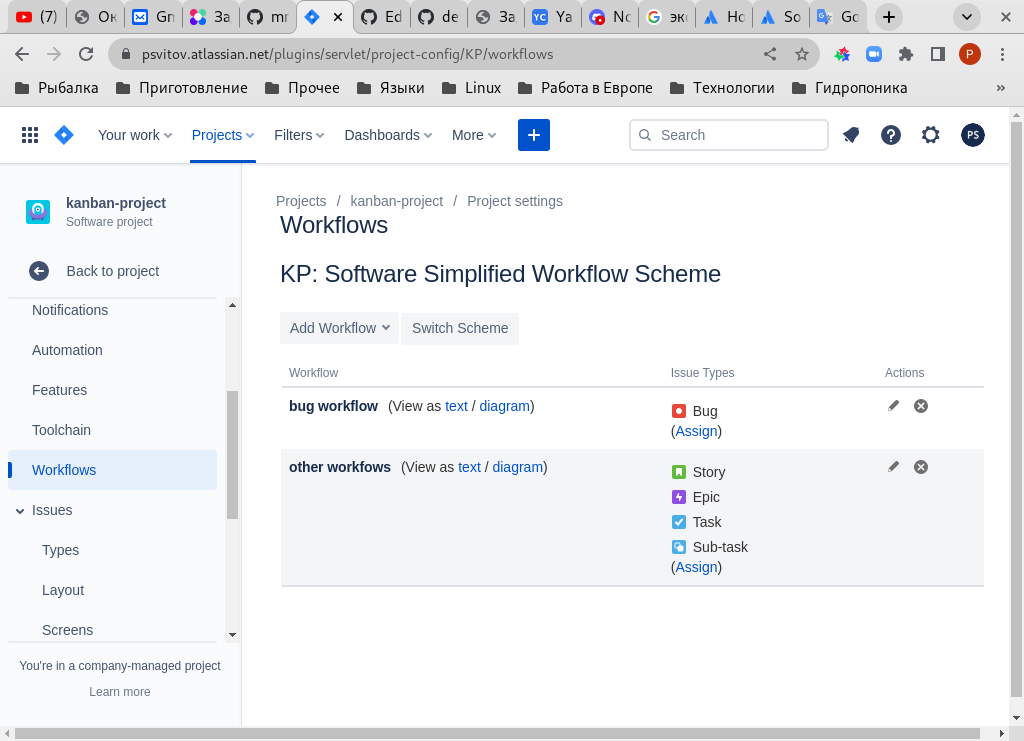 (7)
Ок
Gm
За
mr
Ed
de
За
YC Ya
No
экс
Ho
So
Go
psvitov.atlassian.net/plugins/servlet/project-config/KP/workflows
P
Рыбалка Приготовление Прочее Языки Linux Работа в Европе Технологии Гидропоника »
Your work Projects Filters Dashboards More + Search PS
kanban-project
Software project
Back to project
Notifications
Automation
Features
Toolchain
Workflows
Issues
Types
Layout
Screens
You're in a company-managed project
Learn more
Projects / kanban-project / Project settings
Workflows
KP: Software Simplified Workflow Scheme
Add Workflow Switch Scheme
Workflow Issue Types Actions
bug workflow (View as text / diagram) Bug
(Assign)
other workfows (View as text / diagram) Story
Epic
Task
Sub-task
(Assign)